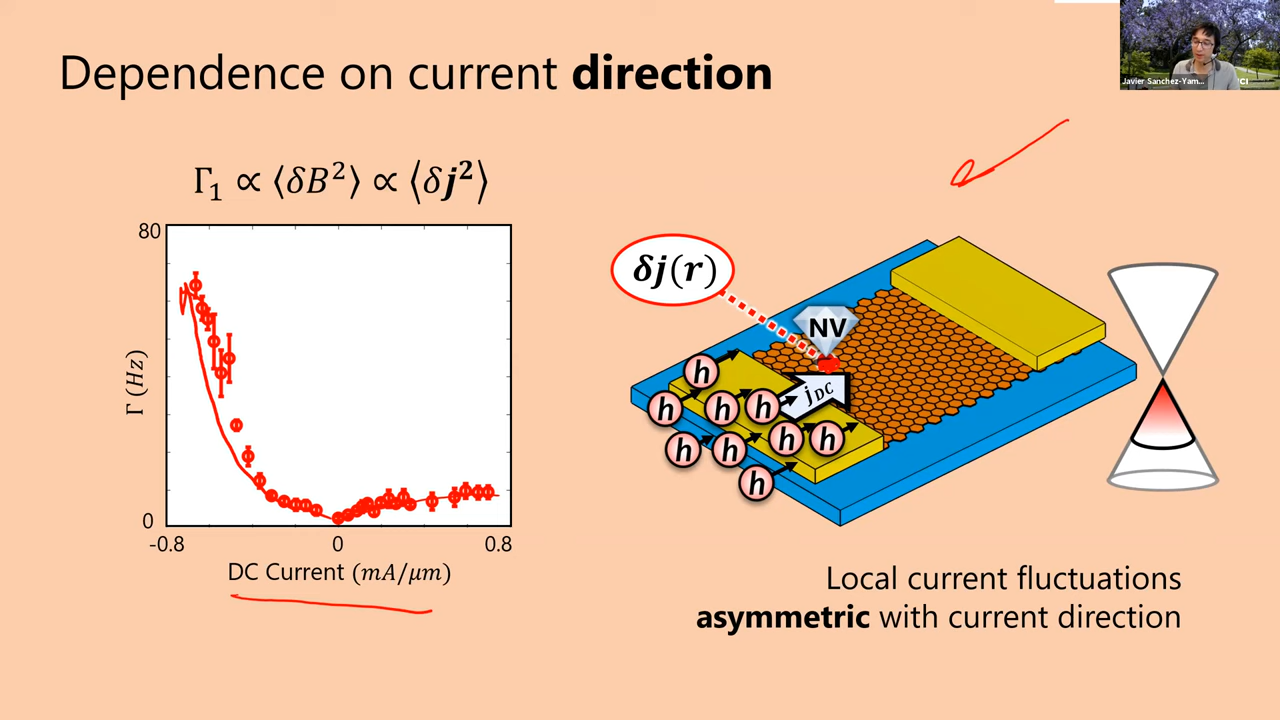 Dependence on current direction
Javier Sanchez-Yam...
Γ₁ ∝ ⟨δB²⟩ ∝ ⟨δj²⟩
80
Γ (Hz)
0
-0.8
0
0.8
DC Current (mA/μm)
δj(r)
NV
j_DC
h
h
h
h
h
h
h
h
h
Local current fluctuations
asymmetric with current direction